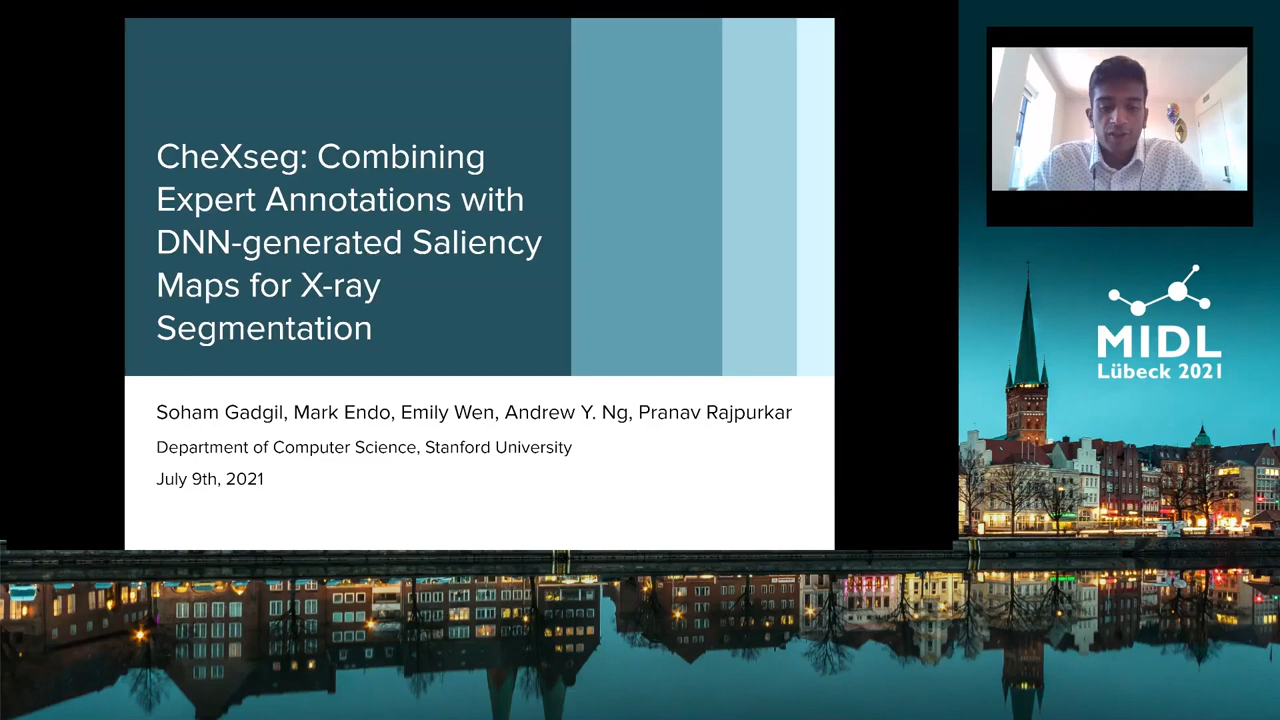 CheXseg: Combining
Expert Annotations with
DNN-generated Saliency
Maps for X-ray
Segmentation
Soham Gadgil, Mark Endo, Emily Wen, Andrew Y. Ng, Pranav Rajpurkar
Department of Computer Science, Stanford University
July 9th, 2021
MIDL
Lübeck 2021